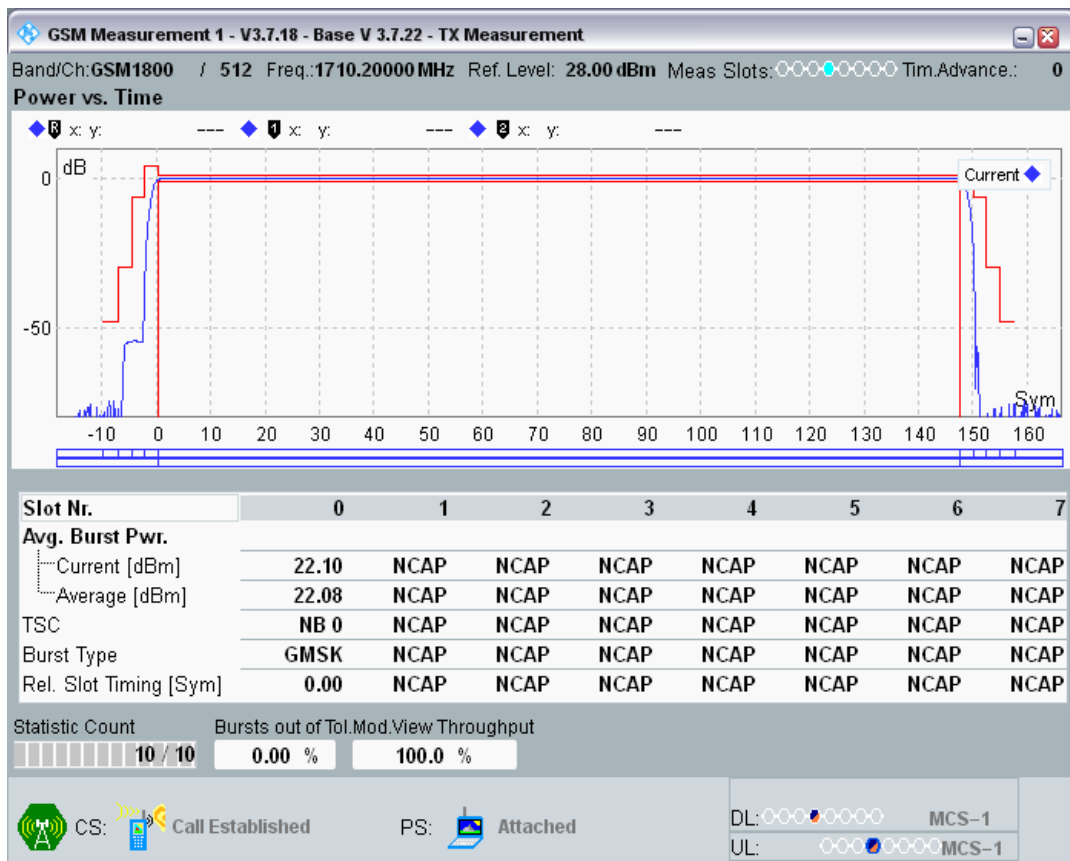 GSM Measurement 1 - V3.7.18 - Base V 3.7.22 - TX Measurement
Band/Ch:GSM1800 / 512 Freq.:1710.20000 MHz Ref. Level: 28.00 dBm Meas Slots: Tim.Advance.: 0
Power vs. Time
R x: y: --- 1 x: y: --- 2 x: y: ---
dB
Current
0
-50
Sym
-10 0 10 20 30 40 50 60 70 80 90 100 110 120 130 140 150 160
Slot Nr. 0 1 2 3 4 5 6 7
Avg. Burst Pwr.
Current [dBm] 22.10 NCAP NCAP NCAP NCAP NCAP NCAP NCAP
Average [dBm] 22.08 NCAP NCAP NCAP NCAP NCAP NCAP NCAP
TSC NB 0 NCAP NCAP NCAP NCAP NCAP NCAP NCAP
Burst Type GMSK NCAP NCAP NCAP NCAP NCAP NCAP NCAP
Rel. Slot Timing [Sym] 0.00 NCAP NCAP NCAP NCAP NCAP NCAP NCAP
Statistic Count Bursts out of Tol.Mod.View Throughput
10 / 10 0.00 % 100.0 %
CS: Call Established PS: Attached
DL: MCS-1
UL: MCS-1